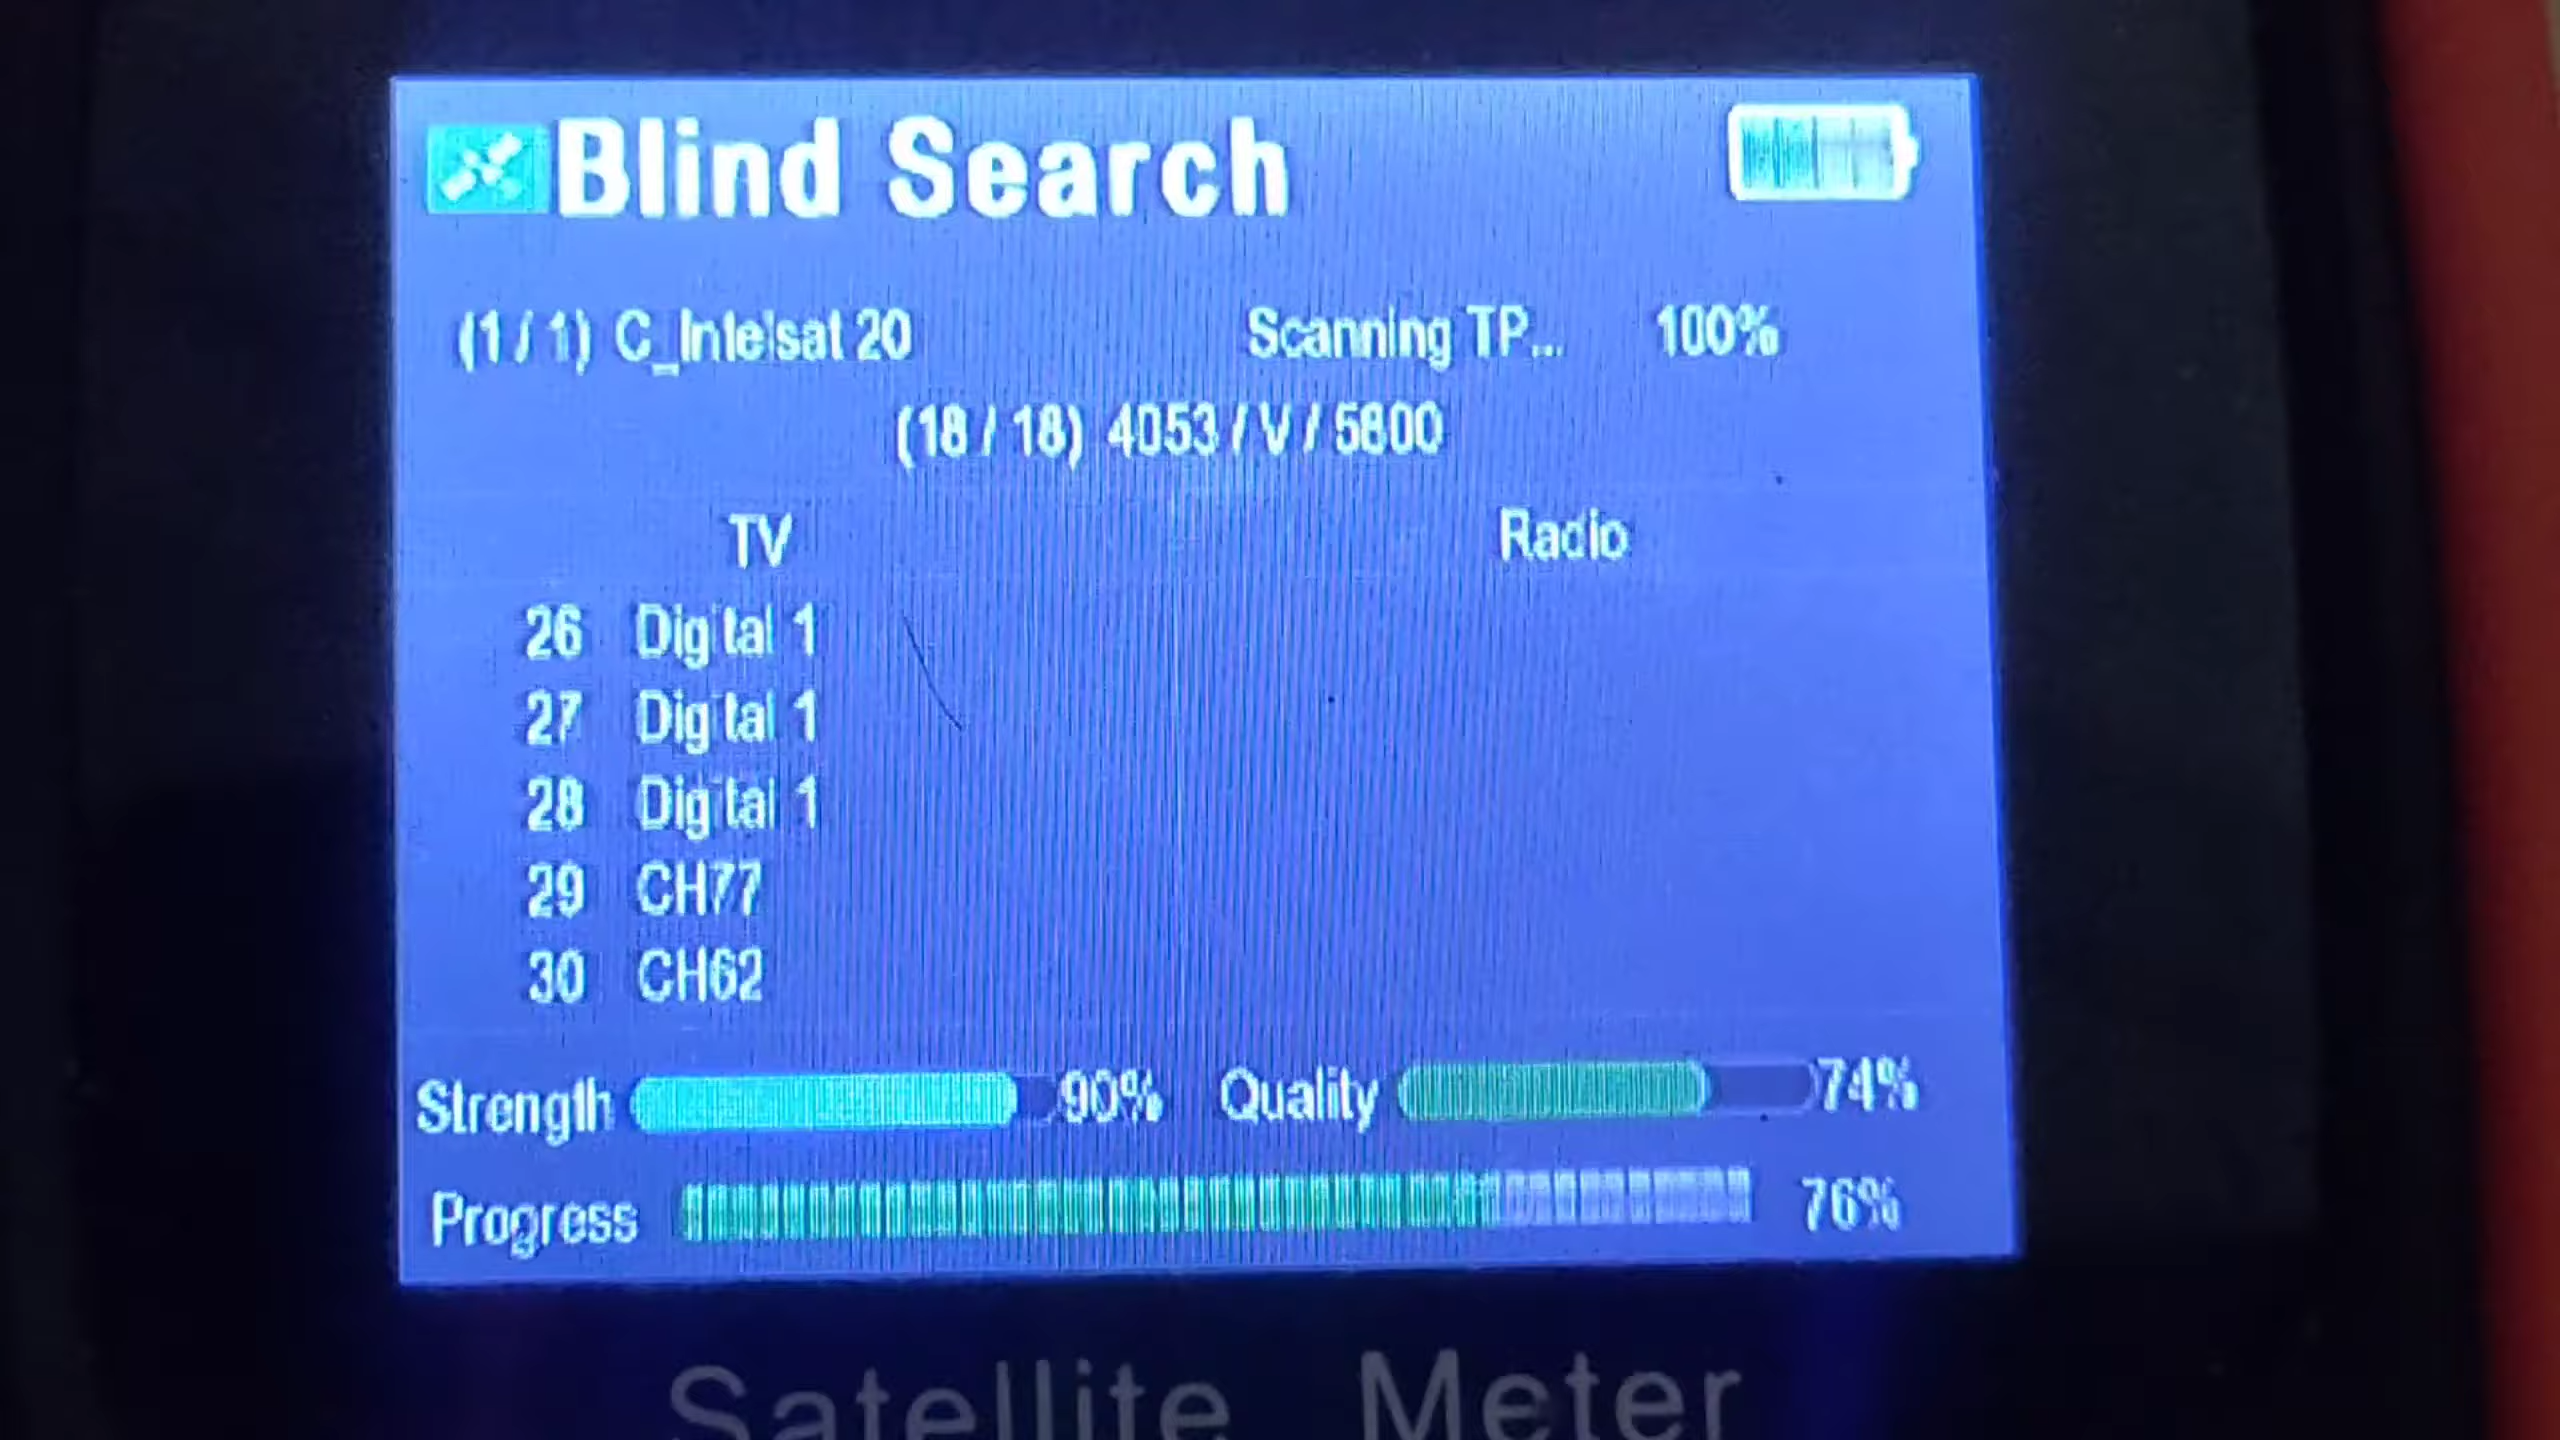 Blind Search
(1 / 1) C_Intelsat 20 Scanning TP... 100%
(18 / 18) 4053 / V / 5800
TV Radio
26 Digital 1
27 Digital 1
28 Digital 1
29 CH77
30 CH62
Strength 90% Quality 74%
Progress 76%
Satellite Meter